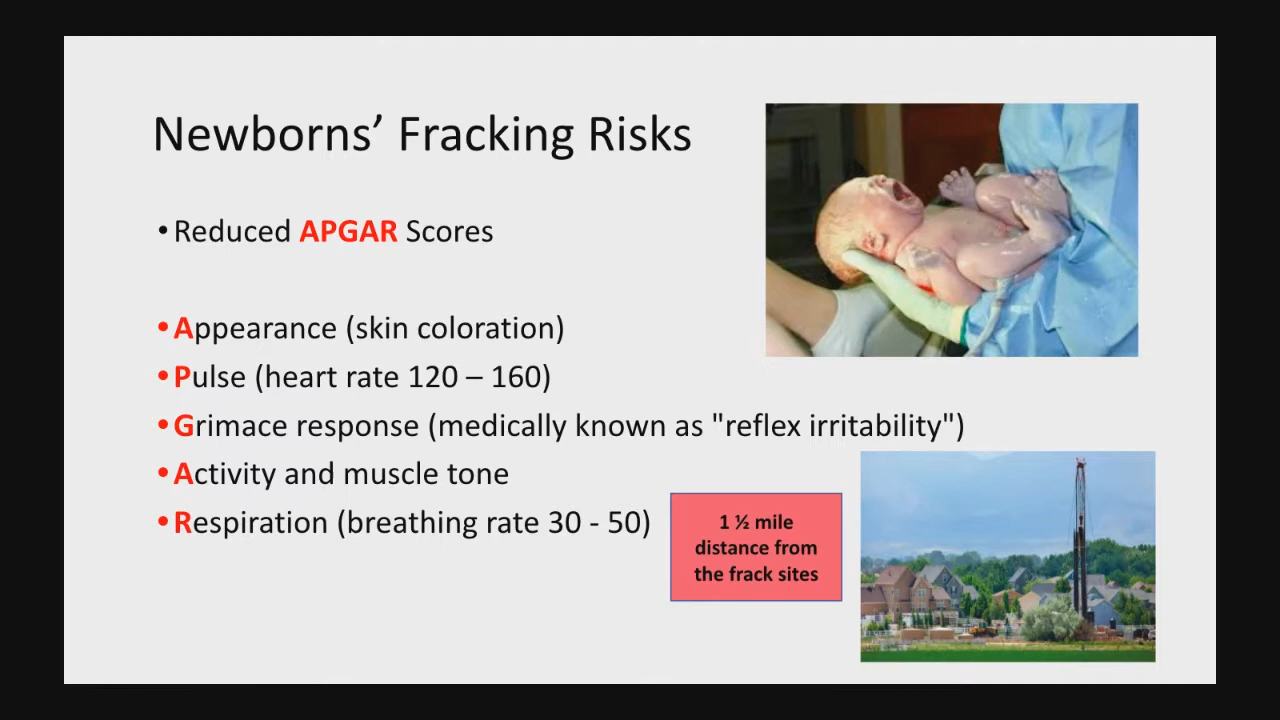 Newborns’ Fracking Risks
• Reduced APGAR Scores
• Appearance (skin coloration)
• Pulse (heart rate 120 – 160)
• Grimace response (medically known as "reflex irritability")
• Activity and muscle tone
• Respiration (breathing rate 30 - 50)
1 ½ mile
distance from
the frack sites